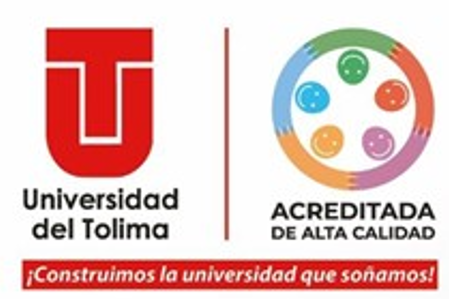 Universidad
del Tolima
ACREDITADA
DE ALTA CALIDAD
¡Construimos la universidad que soñamos!